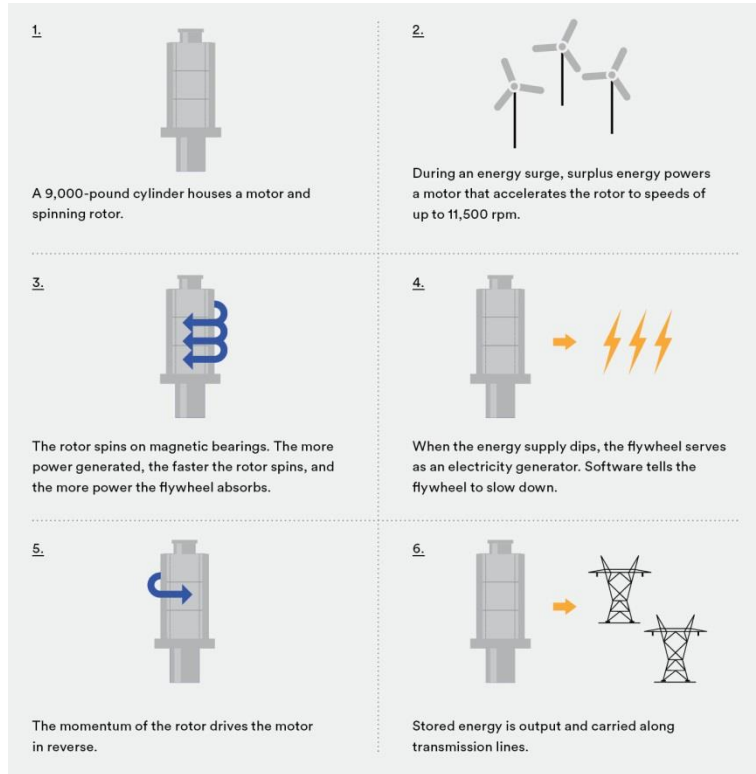 1.
A 9,000-pound cylinder houses a motor and
spinning rotor.
2.
During an energy surge, surplus energy powers
a motor that accelerates the rotor to speeds of
up to 11,500 rpm.
3.
The rotor spins on magnetic bearings. The more
power generated, the faster the rotor spins, and
the more power the flywheel absorbs.
4.
When the energy supply dips, the flywheel serves
as an electricity generator. Software tells the
flywheel to slow down.
5.
The momentum of the rotor drives the motor
in reverse.
6.
Stored energy is output and carried along
transmission lines.